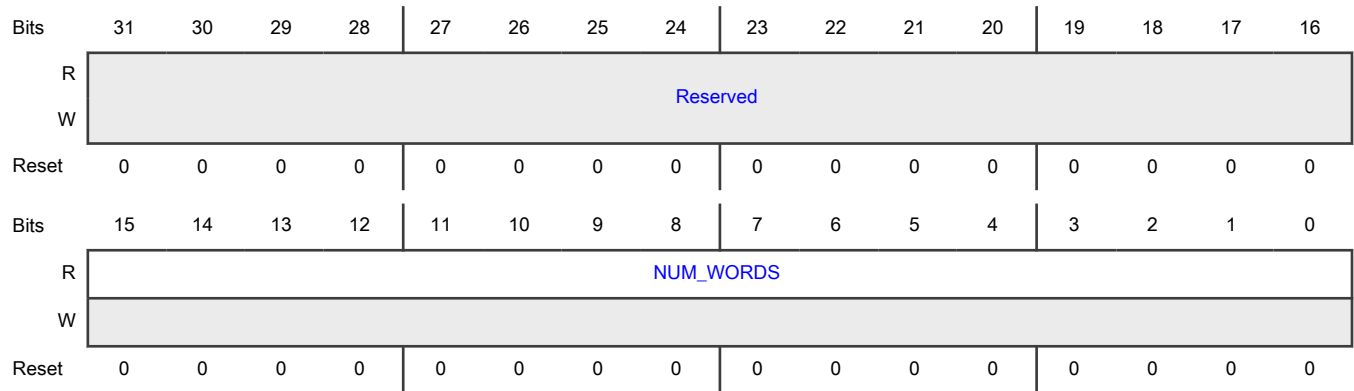 Bits 31 30 29 28 27 26 25 24 23 22 21 20 19 18 17 16
R
Reserved
W
Reset 0 0 0 0 0 0 0 0 0 0 0 0 0 0 0 0
Bits 15 14 13 12 11 10 9 8 7 6 5 4 3 2 1 0
R NUM_WORDS
W
Reset 0 0 0 0 0 0 0 0 0 0 0 0 0 0 0 0